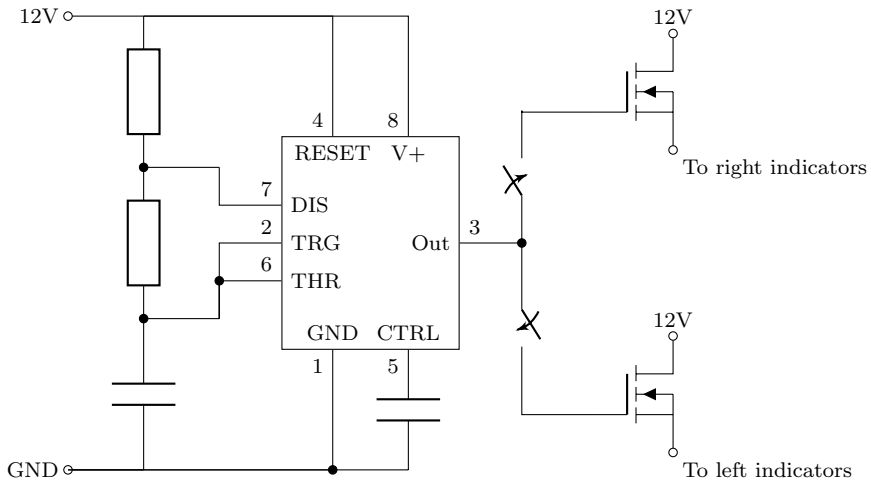 12V
12V
4
8
RESET
V+
To right indicators
7
DIS
2
3
TRG
Out
6
THR
12V
GND
CTRL
1
5
GND
To left indicators